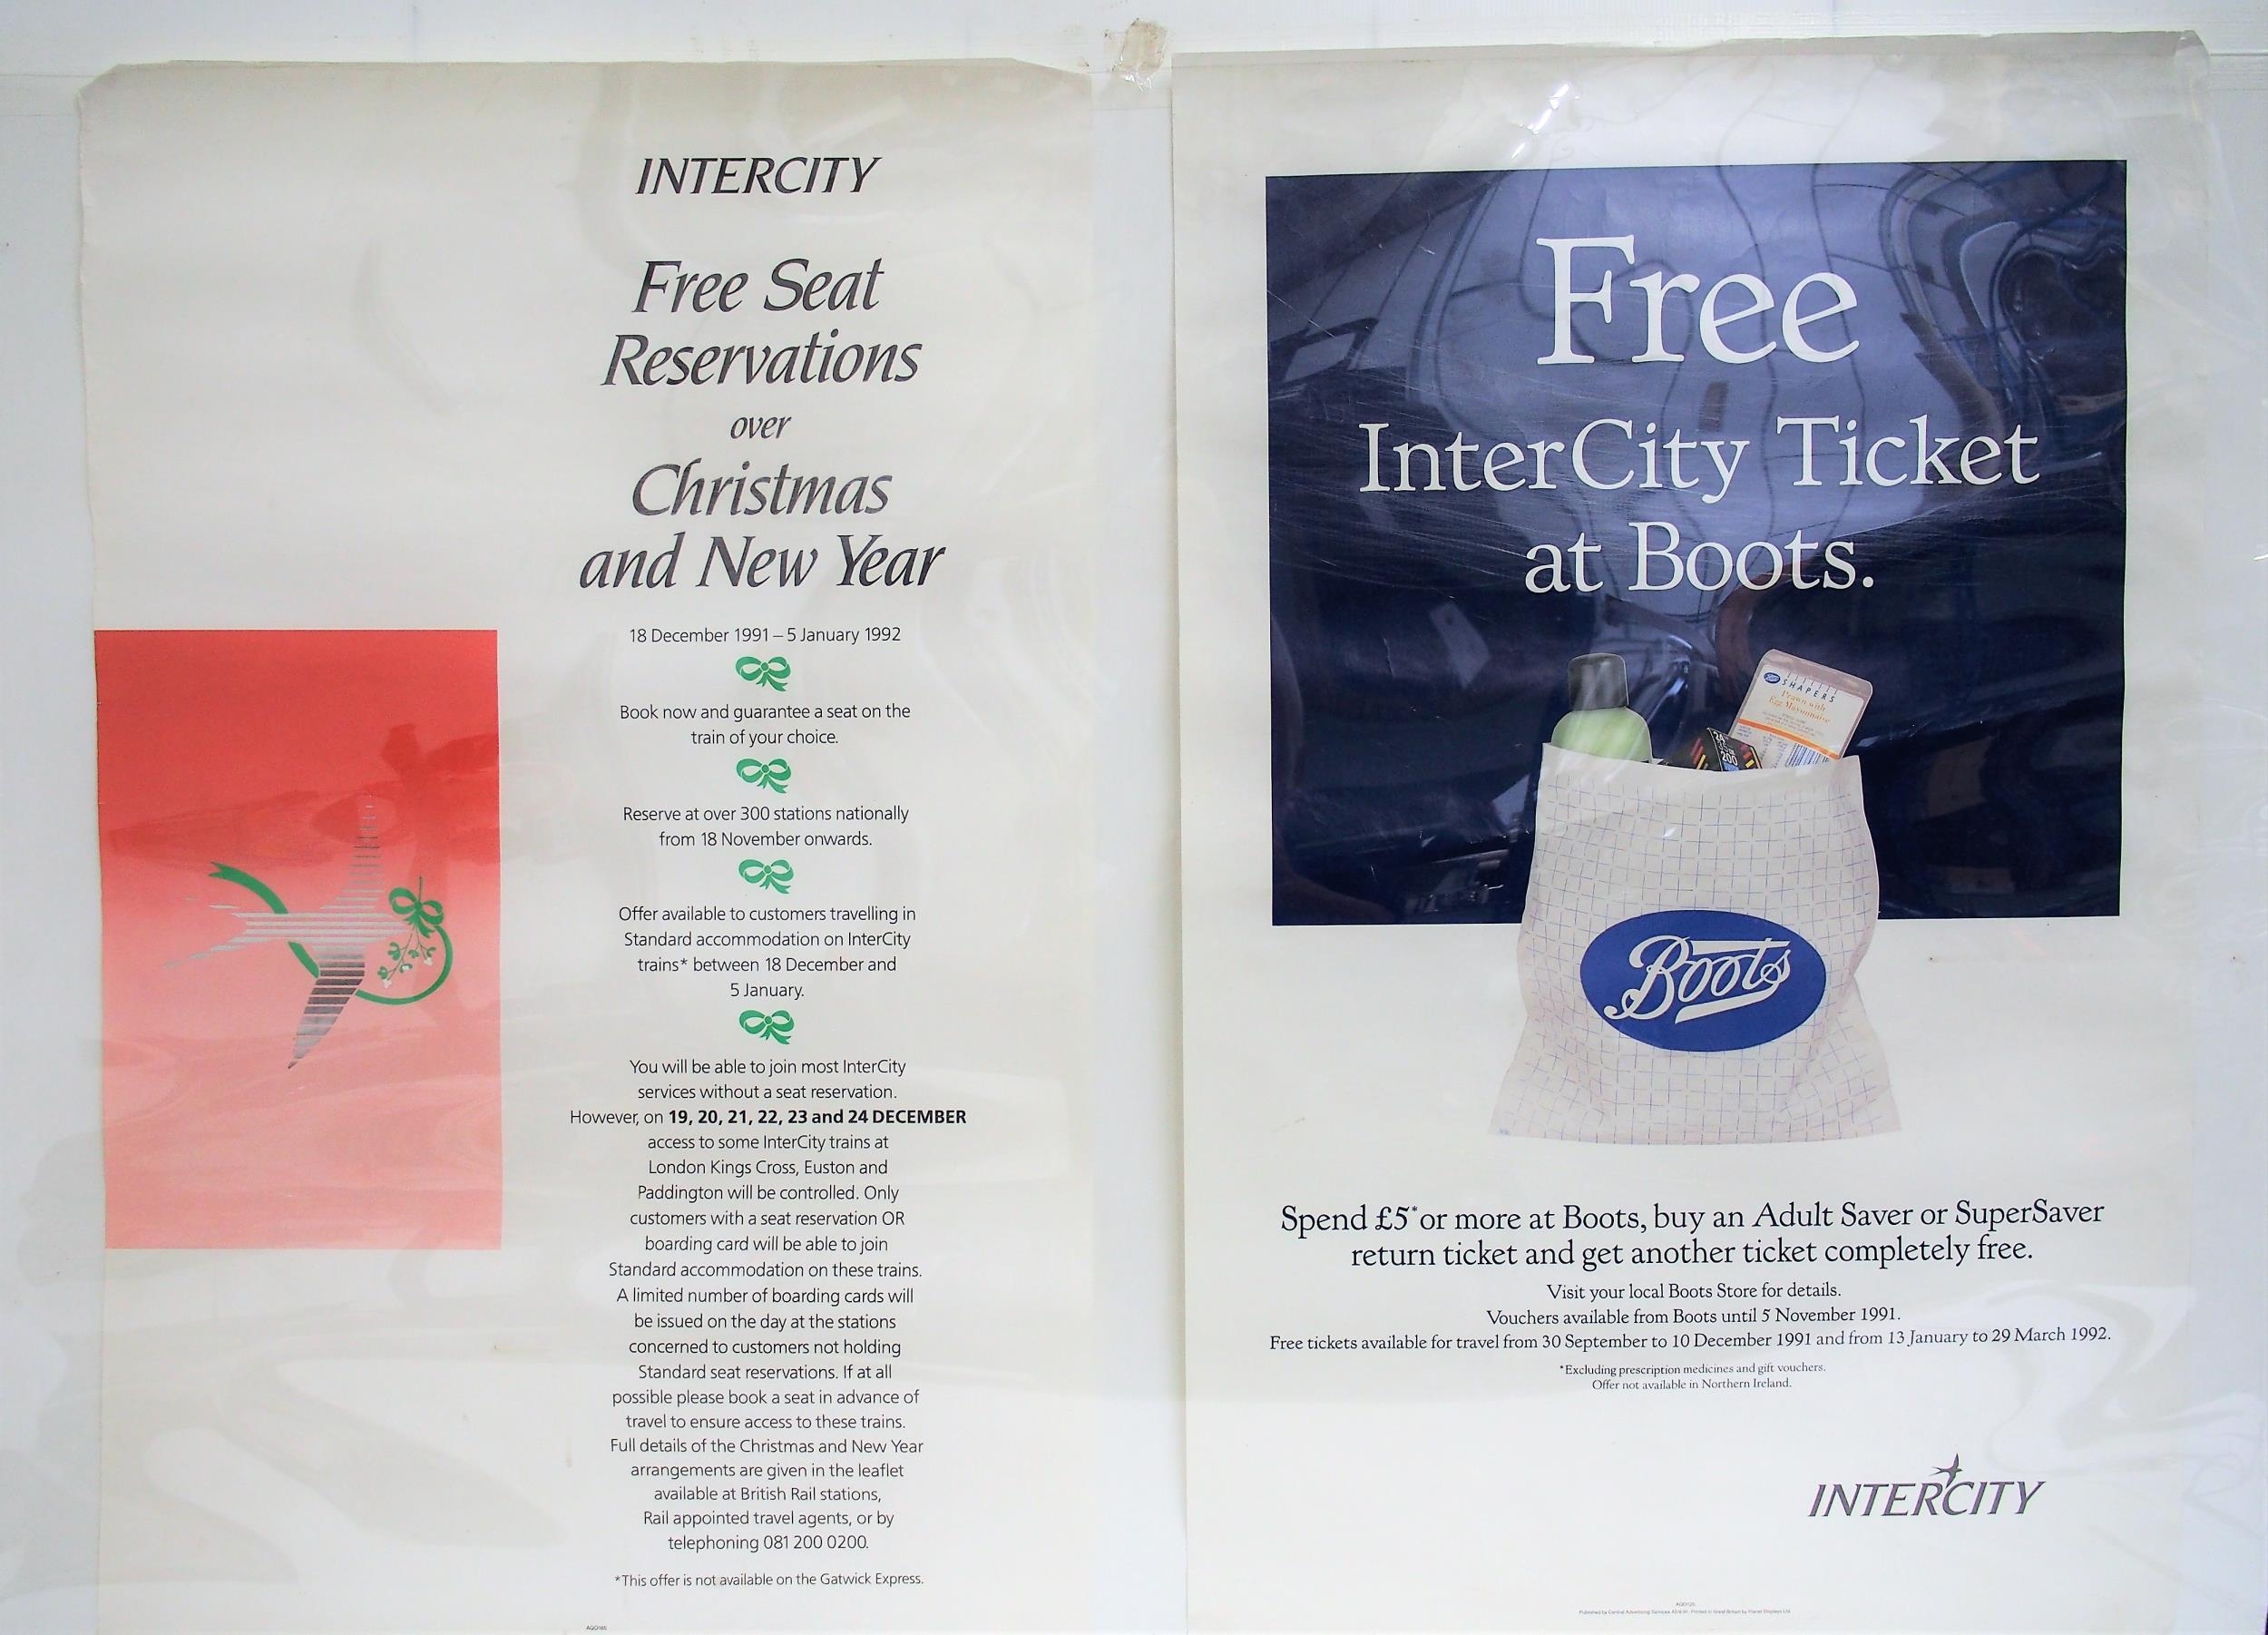 INTERCITY
Free Seat
Reservations
over
Christmas
and New Year
18 December 1991 – 5 January 1992
Book now and guarantee a seat on the
train of your choice.
Reserve at over 300 stations nationally
from 18 November onwards.
Offer available to customers travelling in
Standard accommodation on InterCity
trains* between 18 December and
5 January.
You will be able to join most InterCity
services without a seat reservation.
However, on 19, 20, 21, 22, 23 and 24 DECEMBER
access to some InterCity trains at
London Kings Cross, Euston and
Paddington will be controlled. Only
customers with a seat reservation OR
boarding card will be able to join
Standard accommodation on these trains.
A limited number of boarding cards will
be issued on the day at the stations
concerned to customers not holding
Standard seat reservations. If at all
possible please book a seat in advance of
travel to ensure access to these trains.
Full details of the Christmas and New Year
arrangements are given in the leaflet
available at British Rail stations,
Rail appointed travel agents, or by
telephoning 081 200 0200.
*This offer is not available on the Gatwick Express.
Free
InterCity Ticket
at Boots.
Boots SHAPERS
Prawn with
Egg Mayonnaise
24
200
Boots
Spend £5* or more at Boots, buy an Adult Saver or SuperSaver
return ticket and get another ticket completely free.
Visit your local Boots Store for details.
Vouchers available from Boots until 5 November 1991.
Free tickets available for travel from 30 September to 10 December 1991 and from 13 January to 29 March 1992.
*Excluding prescription medicines and gift vouchers.
Offer not available in Northern Ireland.
INTERCITY